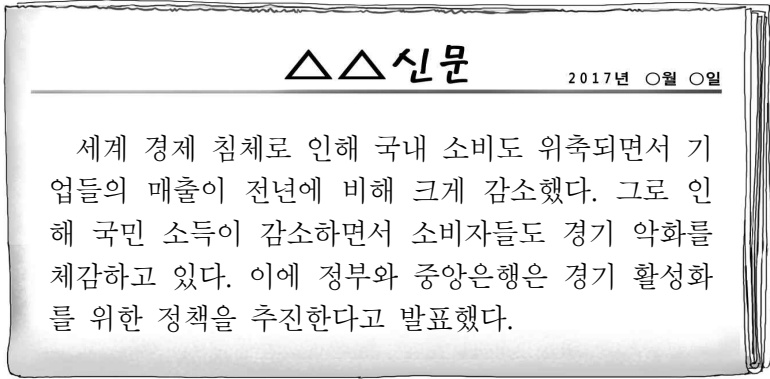 △△신문
2017년 ○월 ○일
세계 경제 침체로 인해 국내 소비도 위축되면서 기
업들의 매출이 전년에 비해 크게 감소했다. 그로 인
해 국민 소득이 감소하면서 소비자들도 경기 악화를
체감하고 있다. 이에 정부와 중앙은행은 경기 활성화
를 위한 정책을 추진한다고 발표했다.